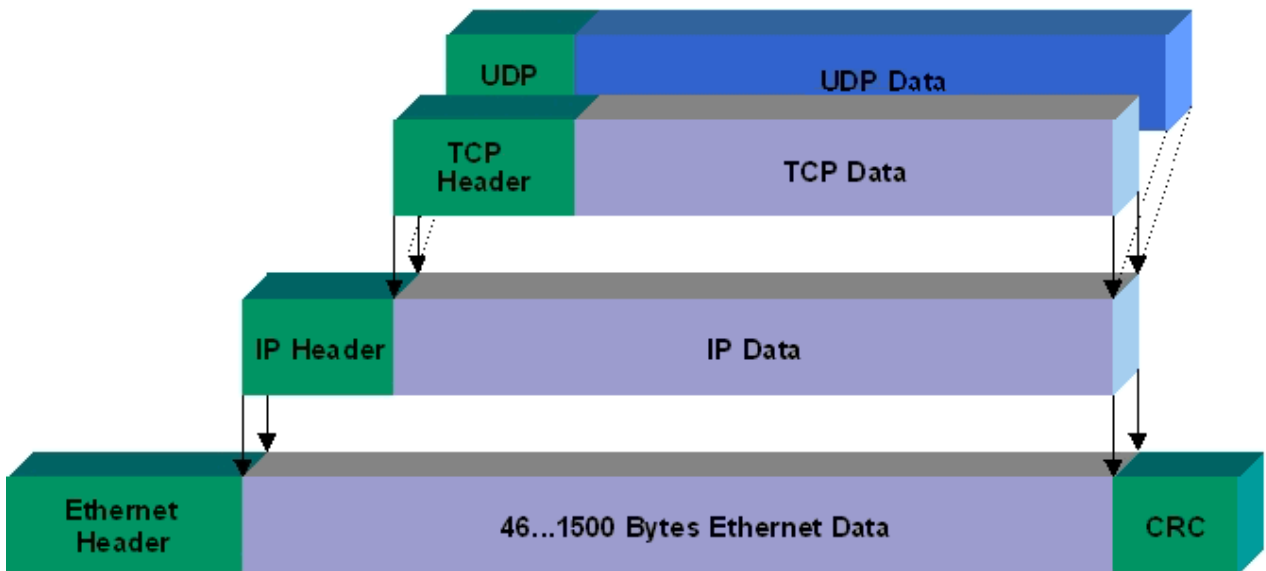 UDP
UDP Data
TCP
Header
TCP Data
IP Header
IP Data
Ethernet
Header
46...1500 Bytes Ethernet Data
CRC